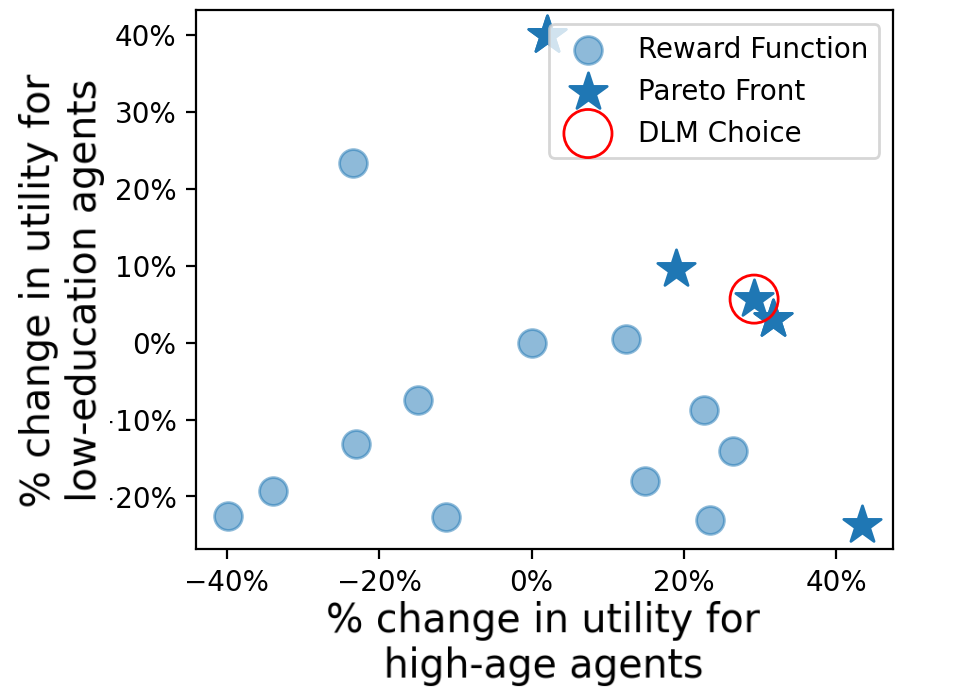 40%
30%
20%
10%
0%
-10%
-20%
% change in utility for
low-education agents
Reward Function
Pareto Front
DLM Choice
−40%
−20%
0%
20%
40%
% change in utility for
high-age agents